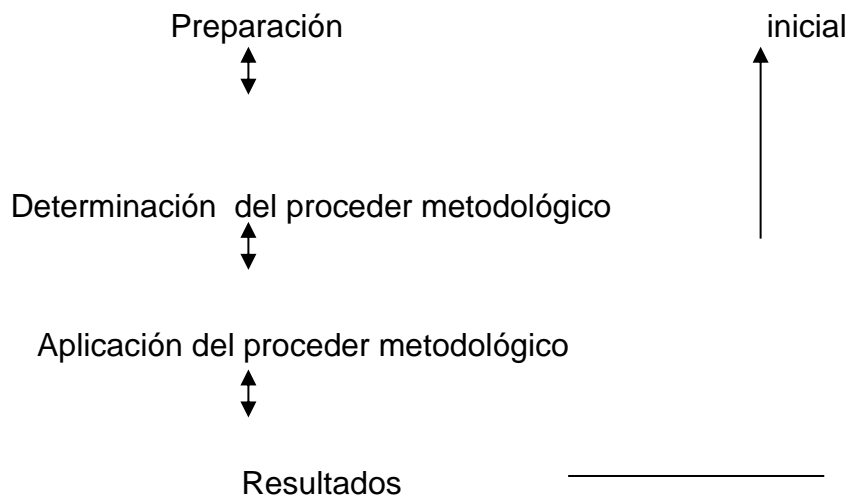 Preparación inicial
Determinación del proceder metodológico
Aplicación del proceder metodológico
Resultados